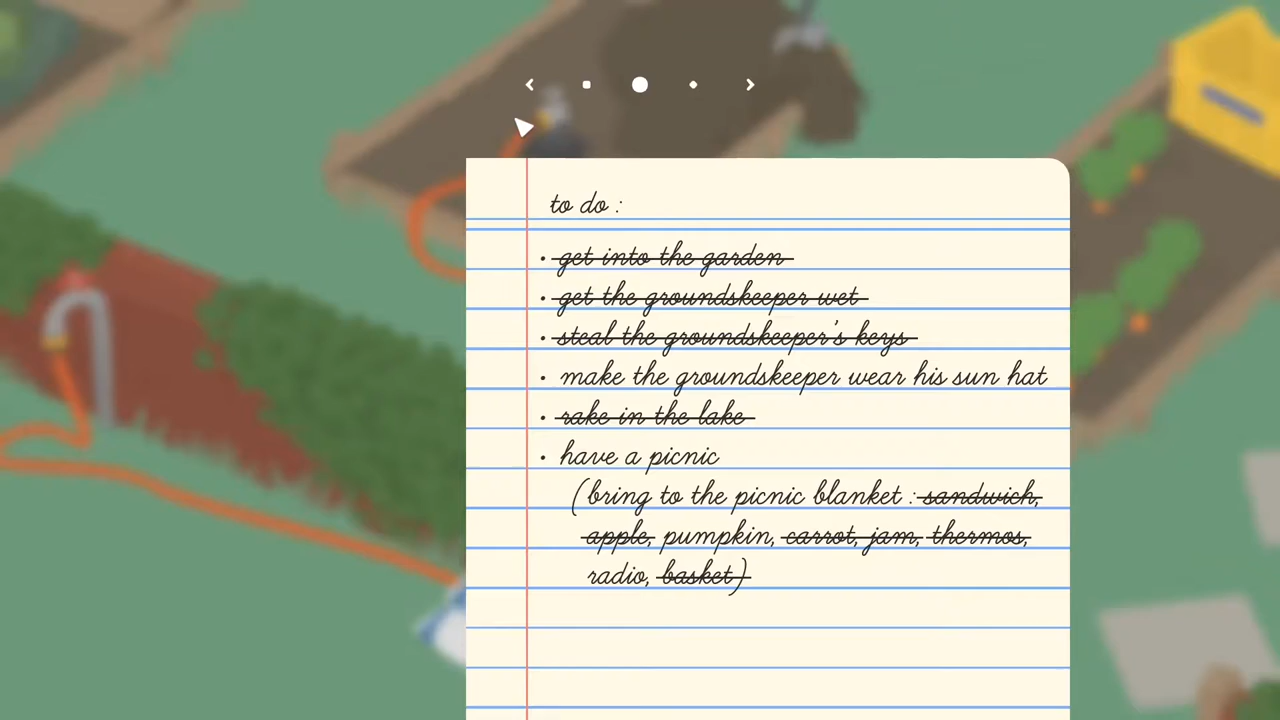 to do :
• get into the garden
• get the groundskeeper wet
• steal the groundskeeper's keys
• make the groundskeeper wear his sun hat
• rake in the lake
• have a picnic
(bring to the picnic blanket : sandwich,
apple, pumpkin, carrot, jam, thermos,
radio, basket)